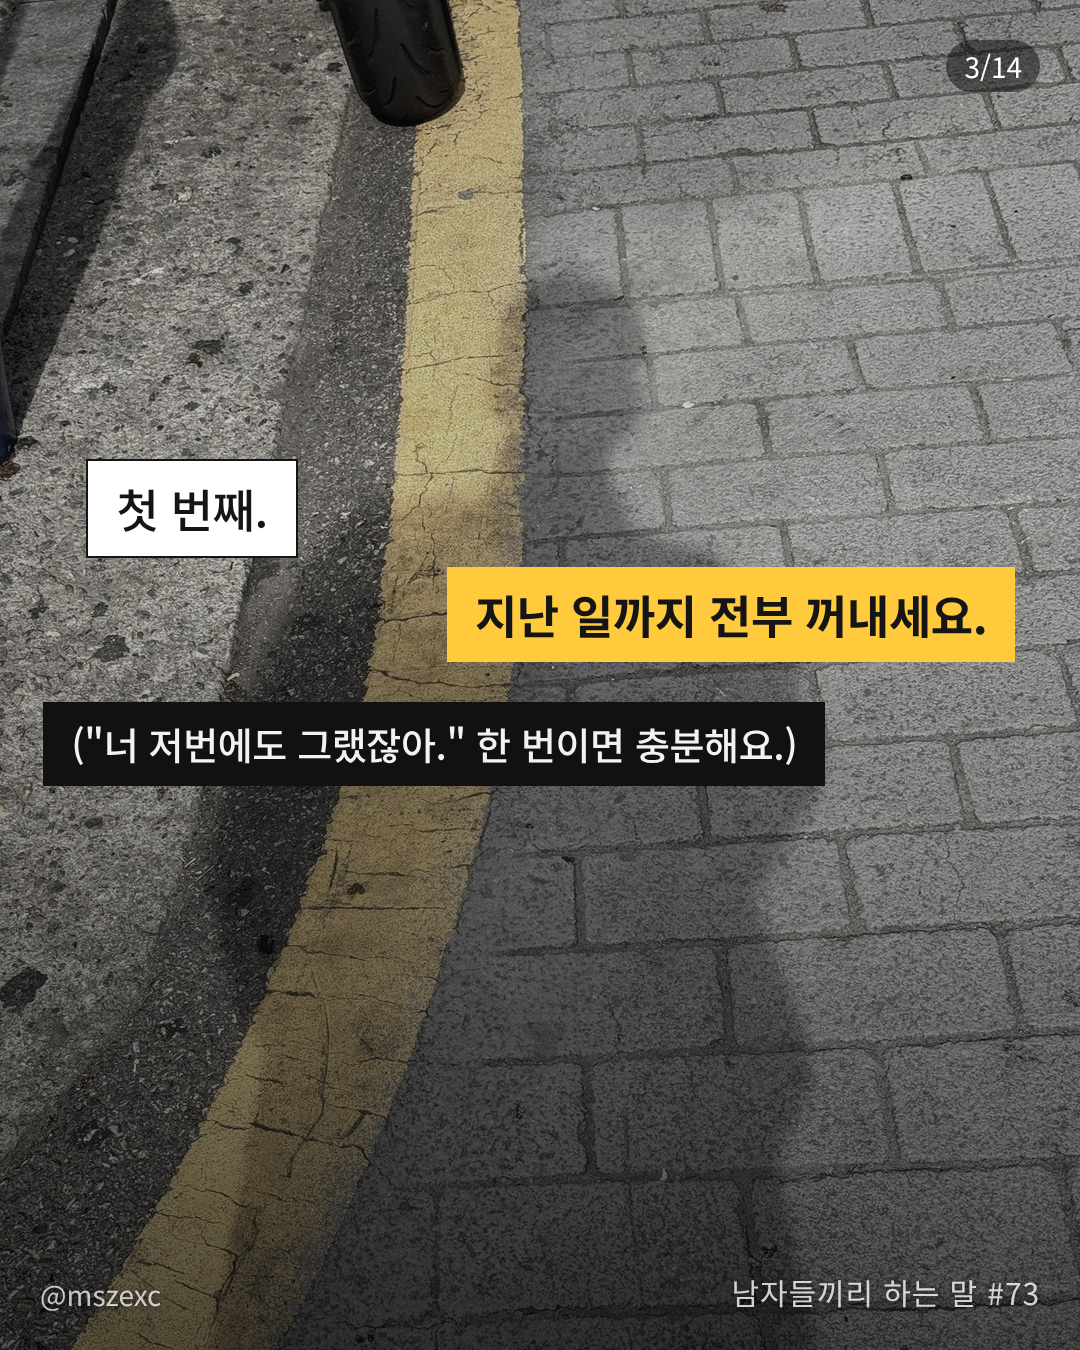 3/14
첫 번째.
지난 일까지 전부 꺼내세요.
("너 저번에도 그랬잖아." 한 번이면 충분해요.)
@mszexc
남자들끼리 하는 말 #73